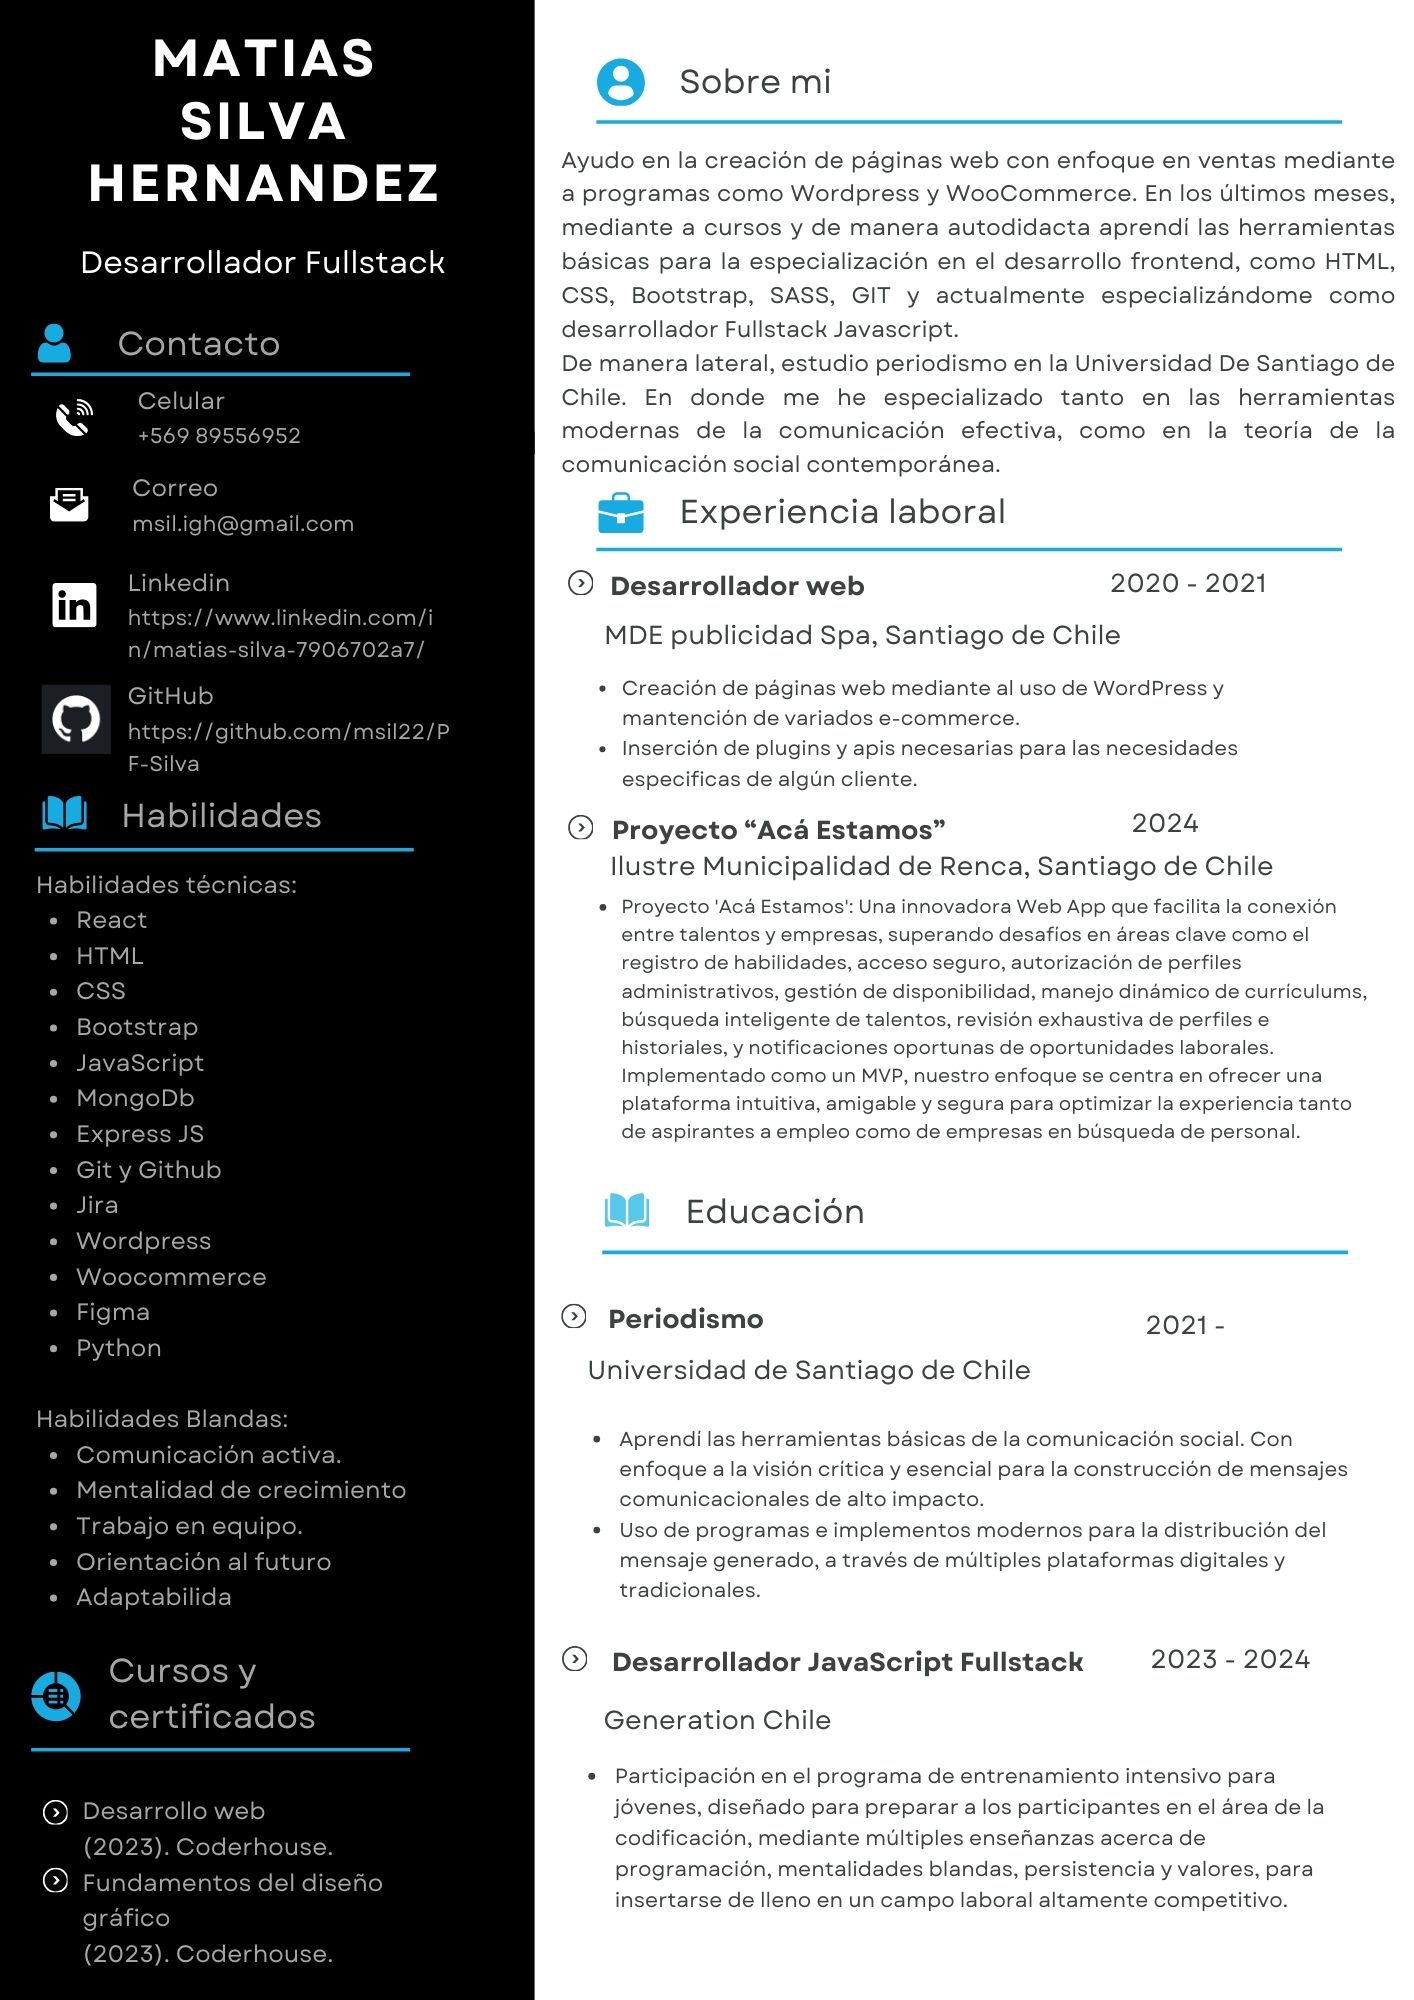 MATIAS
SILVA
HERNANDEZ
Desarrollador Fullstack
Contacto
Celular
+569 89556952
Correo
msil.igh@gmail.com
Linkedin
https://www.linkedin.com/i
n/matias-silva-7906702a7/
GitHub
https://github.com/msil22/P
F-Silva
Habilidades
Habilidades técnicas:
• React
• HTML
• CSS
• Bootstrap
• JavaScript
• MongoDb
• Express JS
• Git y Github
• Jira
• Wordpress
• Woocommerce
• Figma
• Python
Habilidades Blandas:
• Comunicación activa.
• Mentalidad de crecimiento
• Trabajo en equipo.
• Orientación al futuro
• Adaptabilida
Cursos y
certificados
Desarrollo web
(2023). Coderhouse.
Fundamentos del diseño
gráfico
(2023). Coderhouse.
Sobre mi
Ayudo en la creación de páginas web con enfoque en ventas mediante
a programas como Wordpress y WooCommerce. En los últimos meses,
mediante a cursos y de manera autodidacta aprendí las herramientas
básicas para la especialización en el desarrollo frontend, como HTML,
CSS, Bootstrap, SASS, GIT y actualmente especializándome como
desarrollador Fullstack Javascript.
De manera lateral, estudio periodismo en la Universidad De Santiago de
Chile. En donde me he especializado tanto en las herramientas
modernas de la comunicación efectiva, como en la teoría de la
comunicación social contemporánea.
Experiencia laboral
Desarrollador web 2020 - 2021
MDE publicidad Spa, Santiago de Chile
• Creación de páginas web mediante al uso de WordPress y
mantención de variados e-commerce.
• Inserción de plugins y apis necesarias para las necesidades
especificas de algún cliente.
Proyecto “Acá Estamos” 2024
Ilustre Municipalidad de Renca, Santiago de Chile
• Proyecto 'Acá Estamos': Una innovadora Web App que facilita la conexión
entre talentos y empresas, superando desafíos en áreas clave como el
registro de habilidades, acceso seguro, autorización de perfiles
administrativos, gestión de disponibilidad, manejo dinámico de currículums,
búsqueda inteligente de talentos, revisión exhaustiva de perfiles e
historiales, y notificaciones oportunas de oportunidades laborales.
Implementado como un MVP, nuestro enfoque se centra en ofrecer una
plataforma intuitiva, amigable y segura para optimizar la experiencia tanto
de aspirantes a empleo como de empresas en búsqueda de personal.
Educación
Periodismo 2021 -
Universidad de Santiago de Chile
• Aprendí las herramientas básicas de la comunicación social. Con
enfoque a la visión crítica y esencial para la construcción de mensajes
comunicacionales de alto impacto.
• Uso de programas e implementos modernos para la distribución del
mensaje generado, a través de múltiples plataformas digitales y
tradicionales.
Desarrollador JavaScript Fullstack 2023 - 2024
Generation Chile
• Participación en el programa de entrenamiento intensivo para
jóvenes, diseñado para preparar a los participantes en el área de la
codificación, mediante múltiples enseñanzas acerca de
programación, mentalidades blandas, persistencia y valores, para
insertarse de lleno en un campo laboral altamente competitivo.